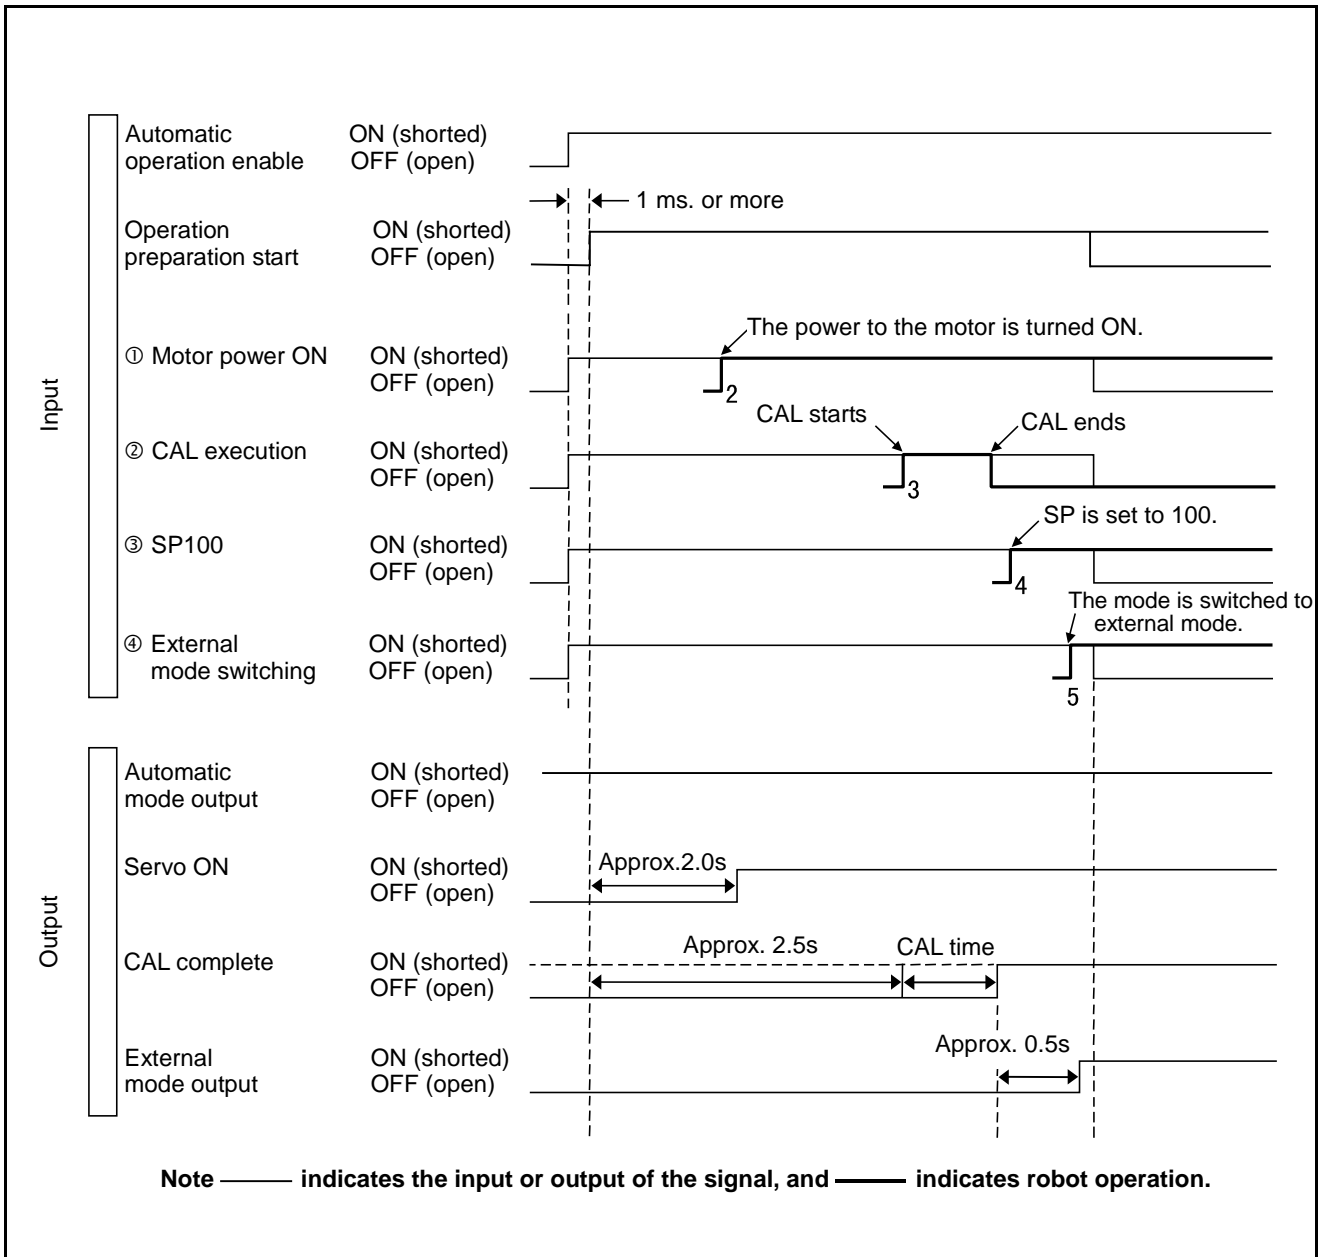 Automatic ON (shorted)
operation enable OFF (open)
1 ms. or more
Operation ON (shorted)
preparation start OFF (open)
The power to the motor is turned ON.
① Motor power ON ON (shorted)
OFF (open)
2
Input
CAL starts CAL ends
② CAL execution ON (shorted)
OFF (open)
3
SP is set to 100.
③ SP100 ON (shorted)
OFF (open)
4
The mode is switched to
external mode.
④ External ON (shorted)
mode switching OFF (open)
5
Automatic ON (shorted)
mode output OFF (open)
Servo ON ON (shorted)
OFF (open)
Approx.2.0s
Output
Approx. 2.5s CAL time
CAL complete ON (shorted)
OFF (open)
Approx. 0.5s
External ON (shorted)
mode output OFF (open)
Note indicates the input or output of the signal, and indicates robot operation.